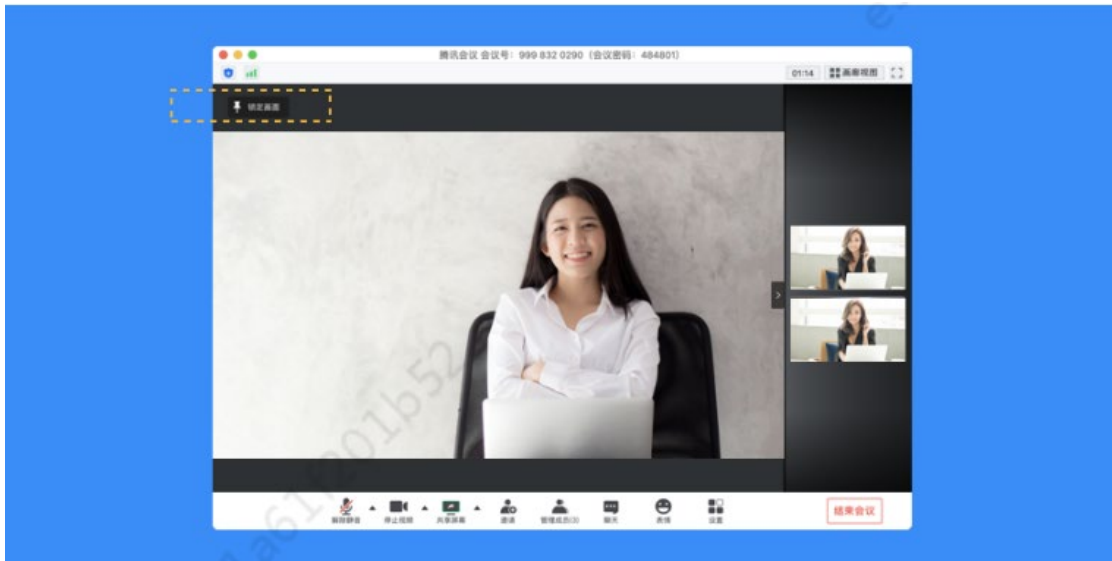 腾讯会议 会议号：999 832 0290（会议密码：484801）
01:14 画廊视图
锁定画面
解除静音 停止视频 共享屏幕 邀请 管理成员(3) 聊天 表情 设置 结束会议
1a61f201b52